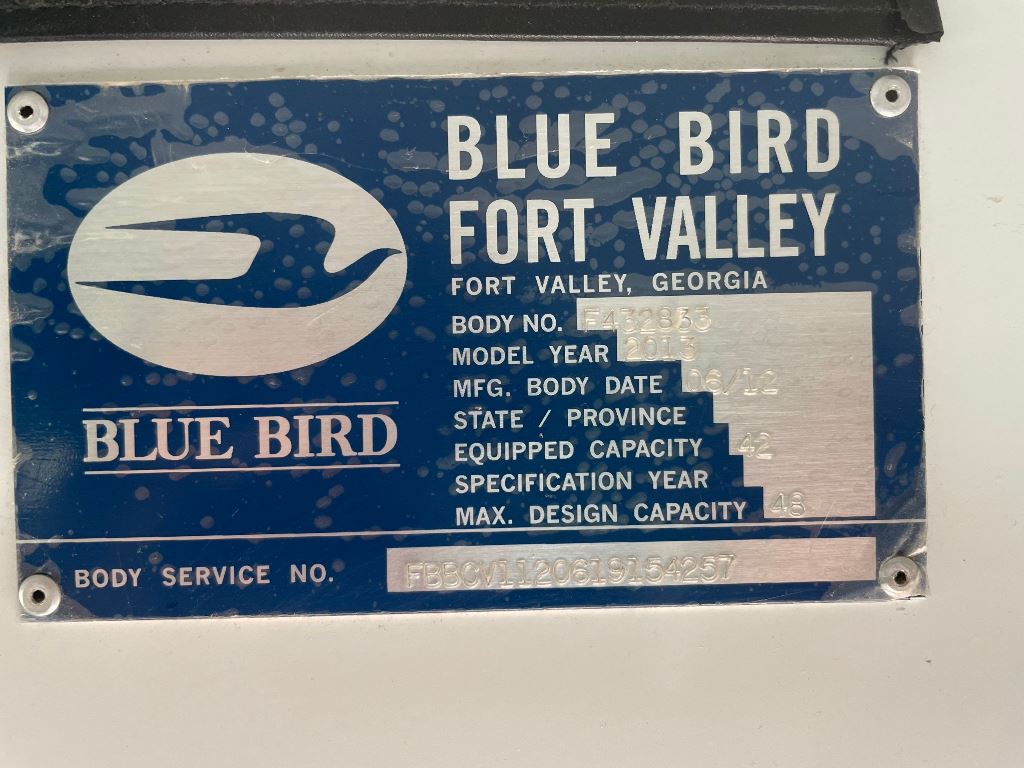 BLUE BIRD
FORT VALLEY
FORT VALLEY, GEORGIA
BODY NO. F432833
MODEL YEAR 2013
MFG. BODY DATE 06/12
STATE / PROVINCE
EQUIPPED CAPACITY 42
SPECIFICATION YEAR
MAX. DESIGN CAPACITY 48
BLUE BIRD
BODY SERVICE NO. FBBCV1120619154257